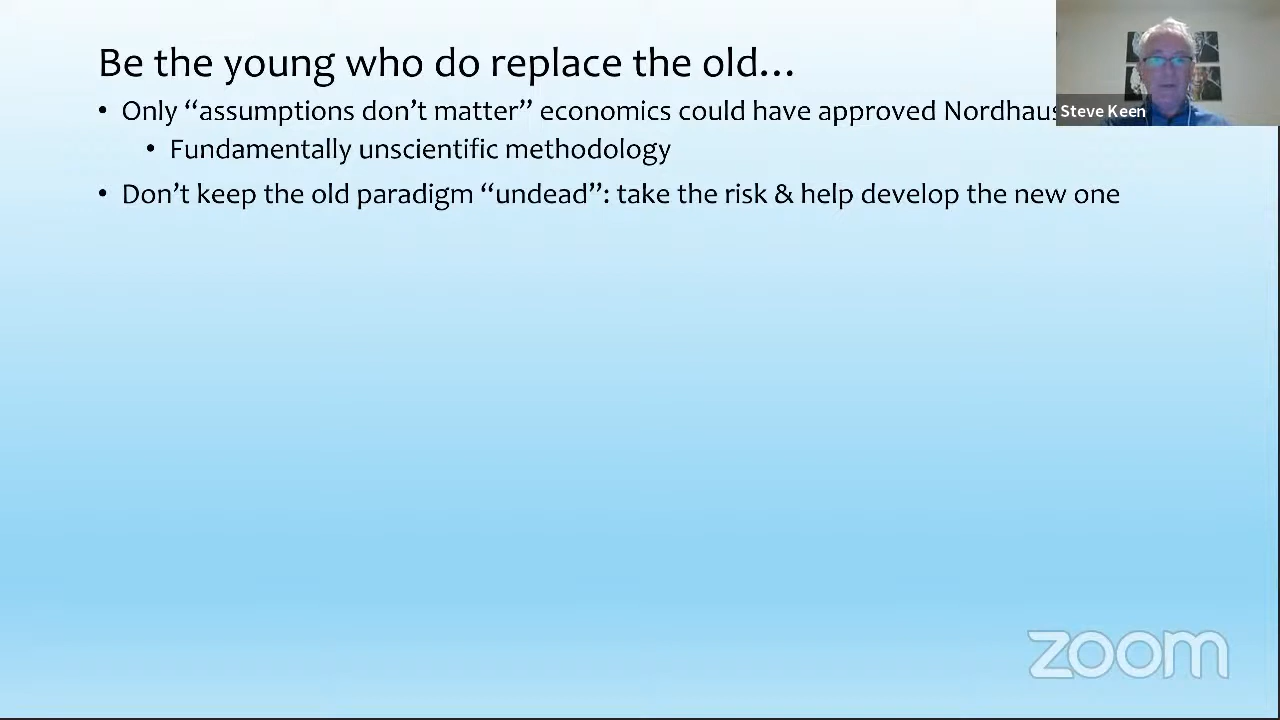 Be the young who do replace the old…
• Only “assumptions don’t matter” economics could have approved Nordhaus
• Fundamentally unscientific methodology
• Don’t keep the old paradigm “undead”: take the risk & help develop the new one
Steve Keen
zoom